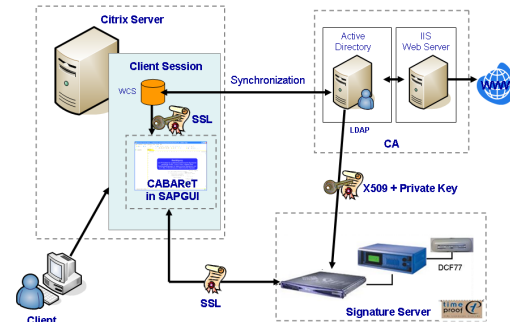 Citrix Server
Client Session
WCS
SSL
CABAReT
in SAPGUI
Synchronization
Active
Directory
IIS
Web Server
WWW
LDAP
CA
X509 + Private Key
DCF77
SSL
Signature Server
time
proof
Client